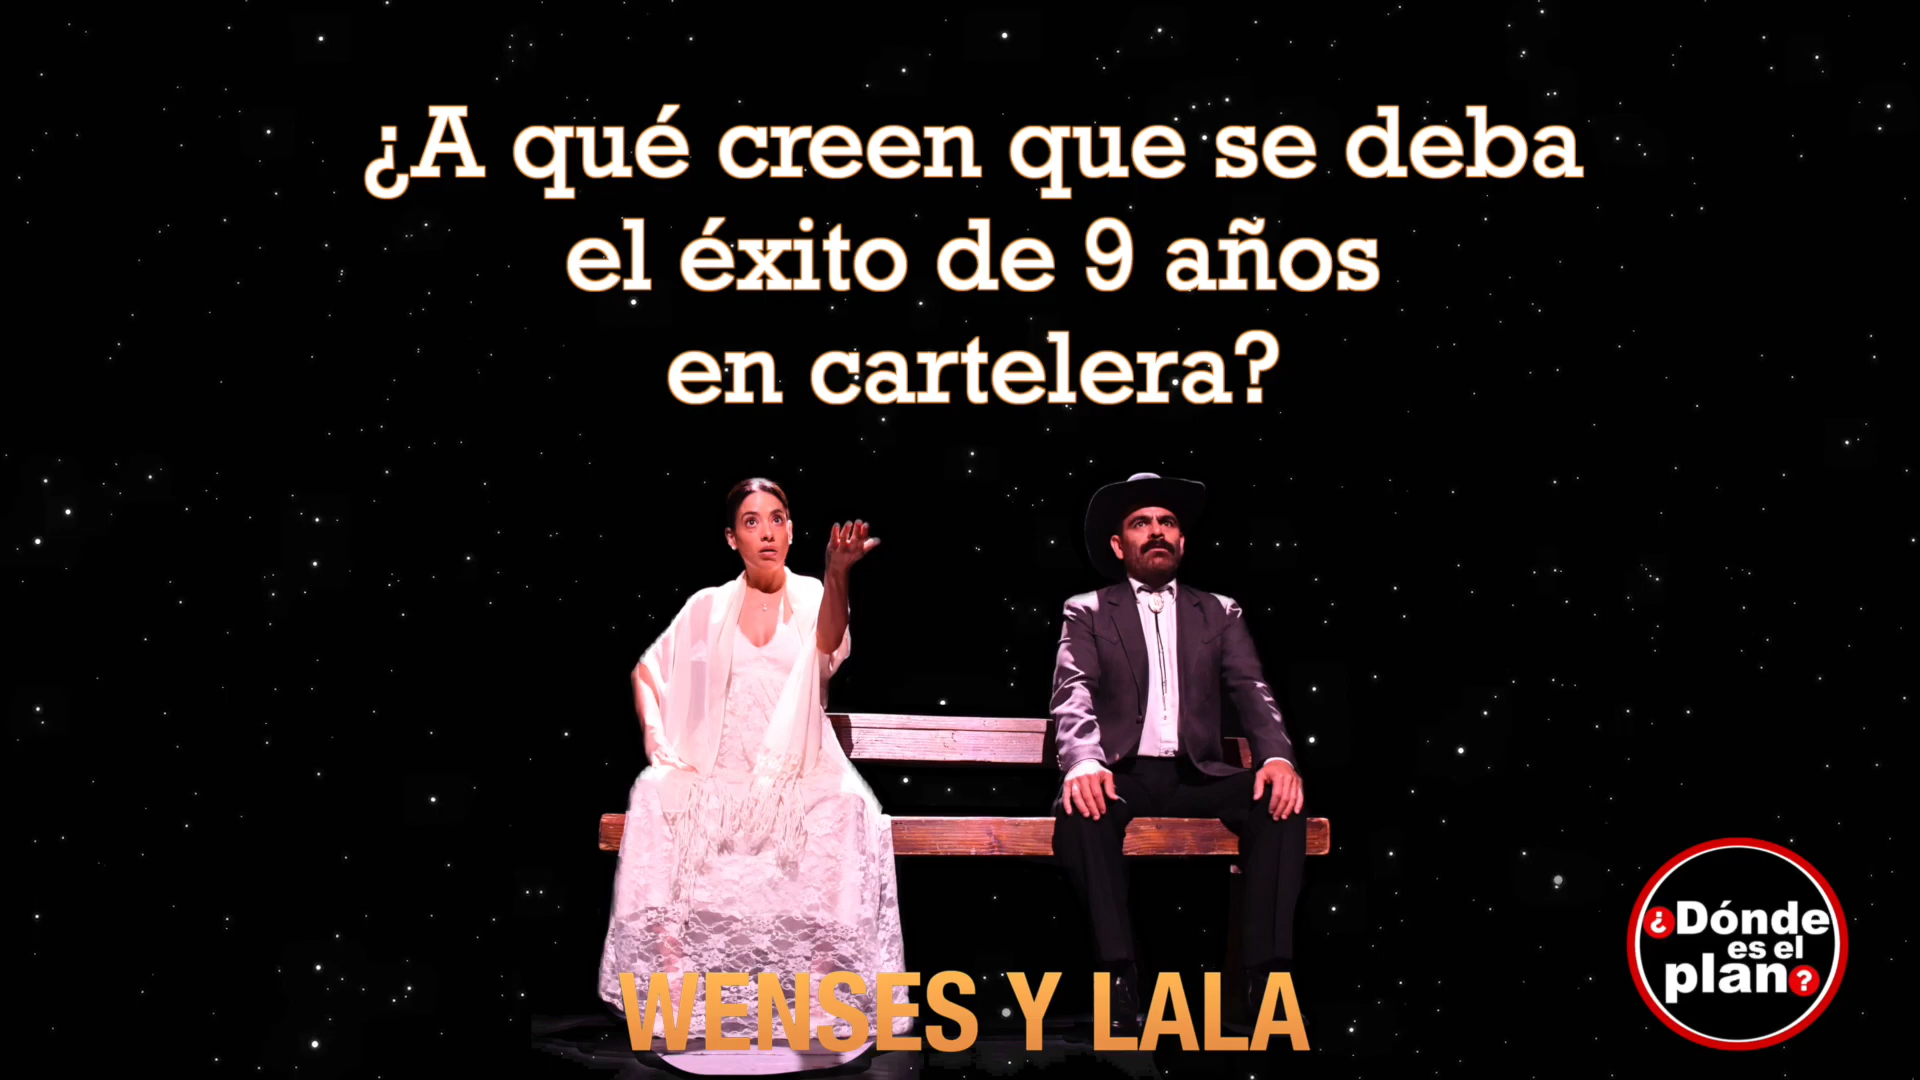 ¿A qué creen que se deba
el éxito de 9 años
en cartelera?
WENSES Y LALA
¿Dónde
es el
plan?